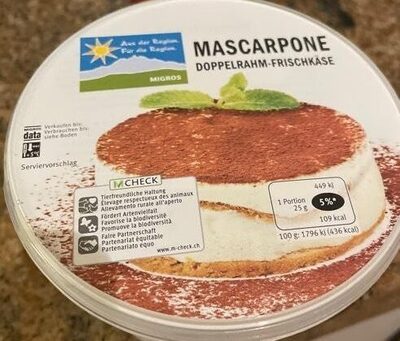 Aus der Region.
Für die Region.
MIGROS
MASCARPONE
DOPPELRAHM-FRISCHKÄSE
MIGROS data
Verkaufen bis:
Verbrauchen bis:
siehe Boden
Serviervorschlag
M CHECK
Tierfreundliche Haltung
Élevage respectueux des animaux
Allevamento rurale all'aperto
Fördert Artenvielfalt
Favorise la biodiversité
Promuove la biodiversità
Faire Partnerschaft
Partenariat équitable
Partenariato equo
www.m-check.ch
449 kJ
1 Portion
25 g
5%*
109 kcal
100 g: 1796 kJ (436 kcal)